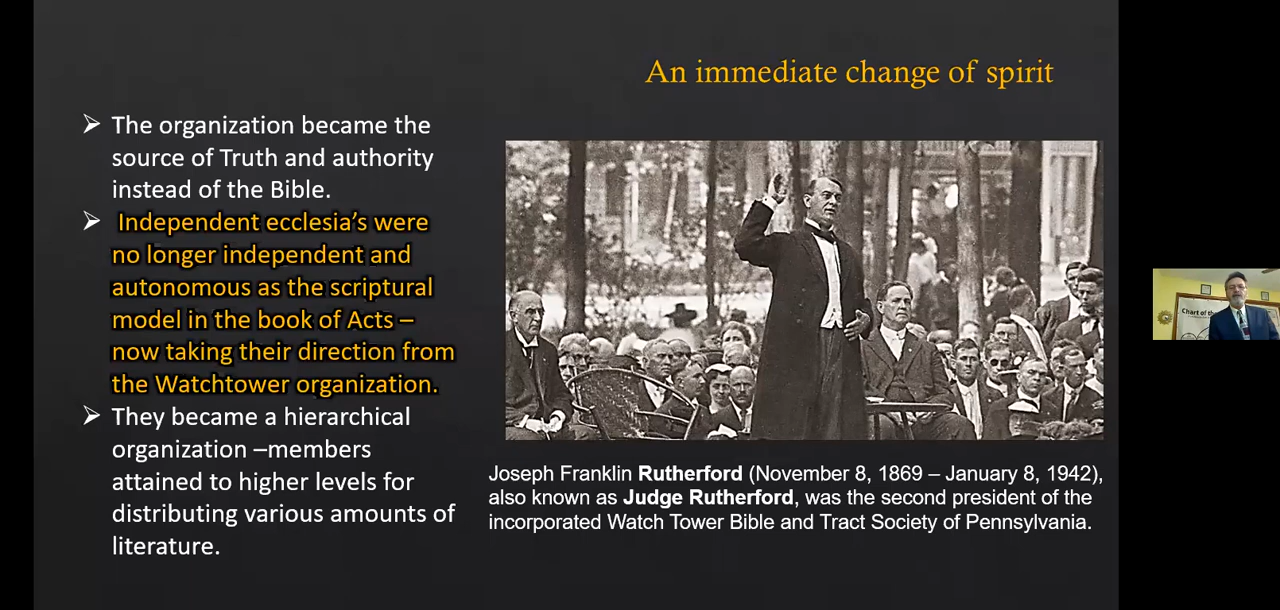 An immediate change of spirit
➢ The organization became the
source of Truth and authority
instead of the Bible.
➢ Independent ecclesia’s were
no longer independent and
autonomous as the scriptural
model in the book of Acts –
now taking their direction from
the Watchtower organization.
➢ They became a hierarchical
organization –members
attained to higher levels for
distributing various amounts of
literature.
Joseph Franklin Rutherford (November 8, 1869 – January 8, 1942),
also known as Judge Rutherford, was the second president of the
incorporated Watch Tower Bible and Tract Society of Pennsylvania.
Chart of